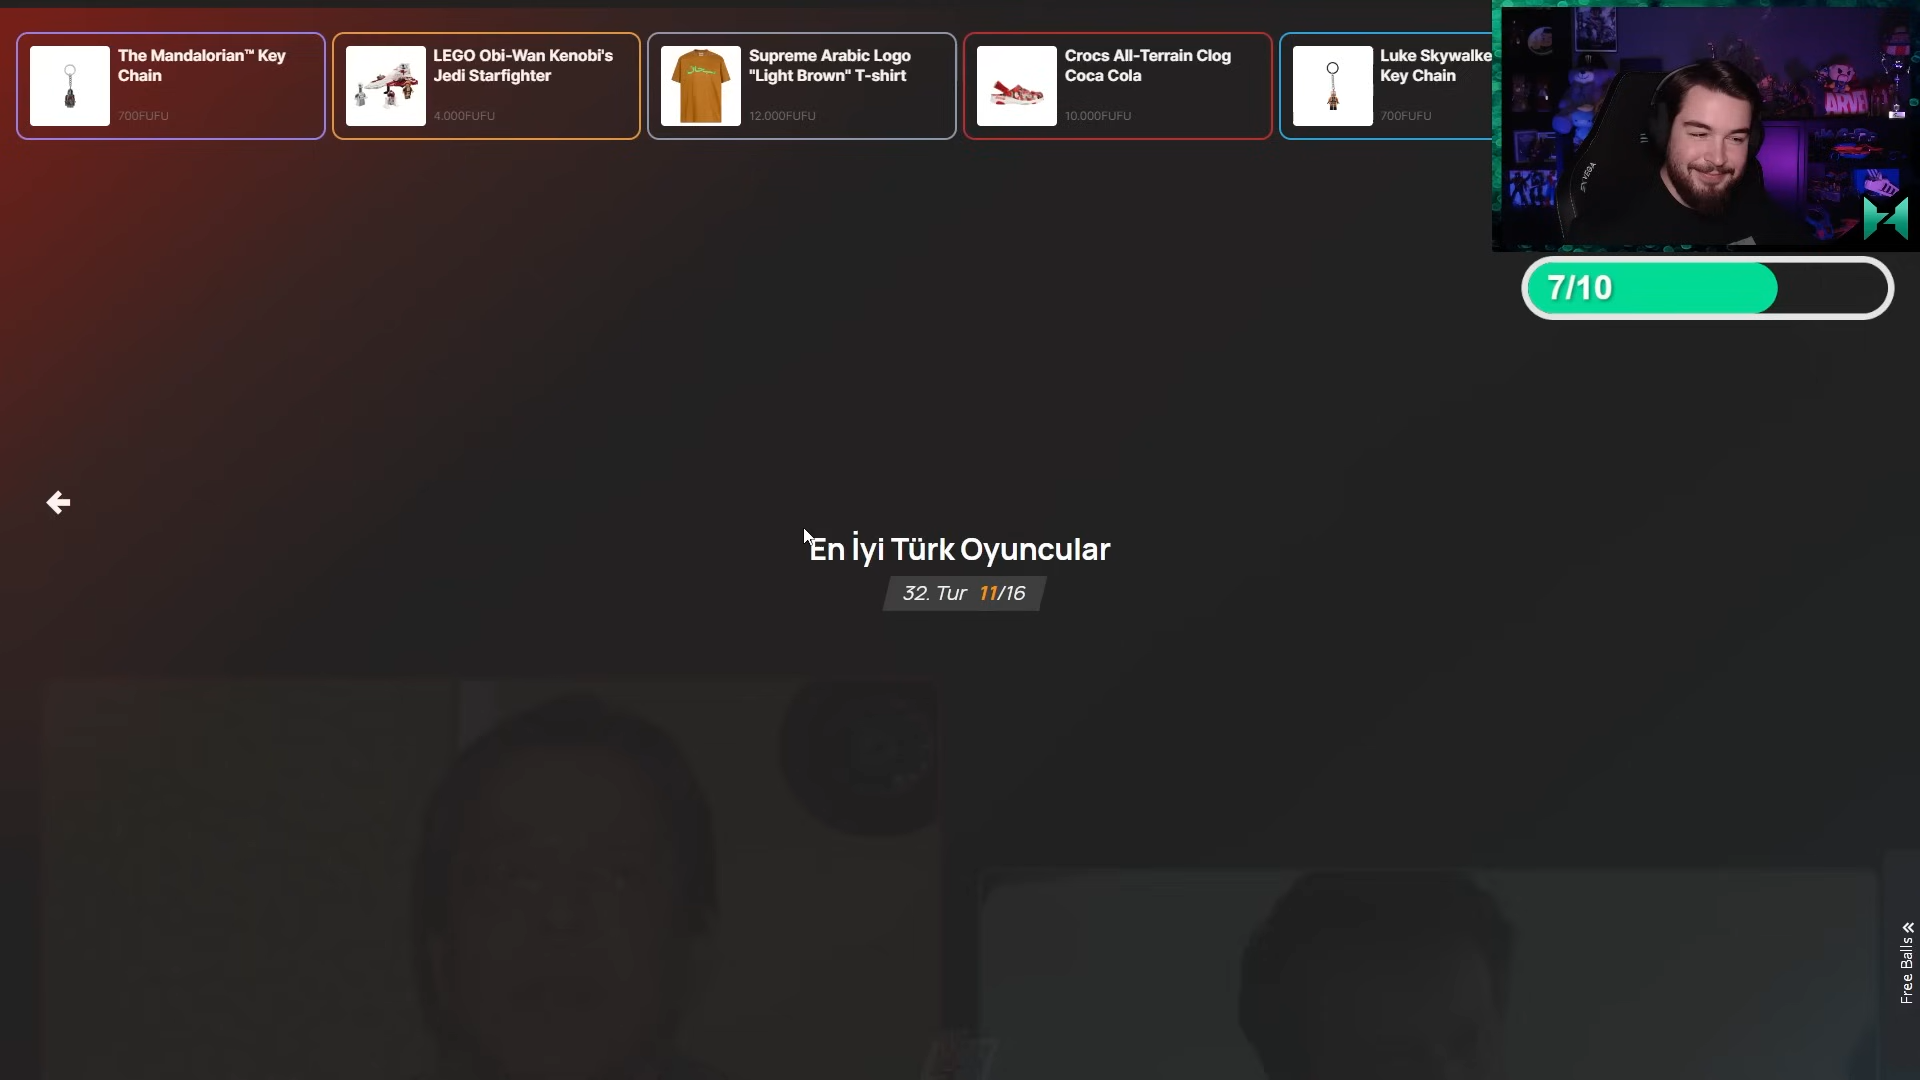 The Mandalorian™ Key
Chain
700FUFU
LEGO Obi-Wan Kenobi's
Jedi Starfighter
4.000FUFU
Supreme Arabic Logo
"Light Brown" T-shirt
12.000FUFU
Crocs All-Terrain Clog
Coca Cola
10.000FUFU
Luke Skywalke
Key Chain
700FUFU
7/10
En İyi Türk Oyuncular
32. Tur 11/16
Free Balls